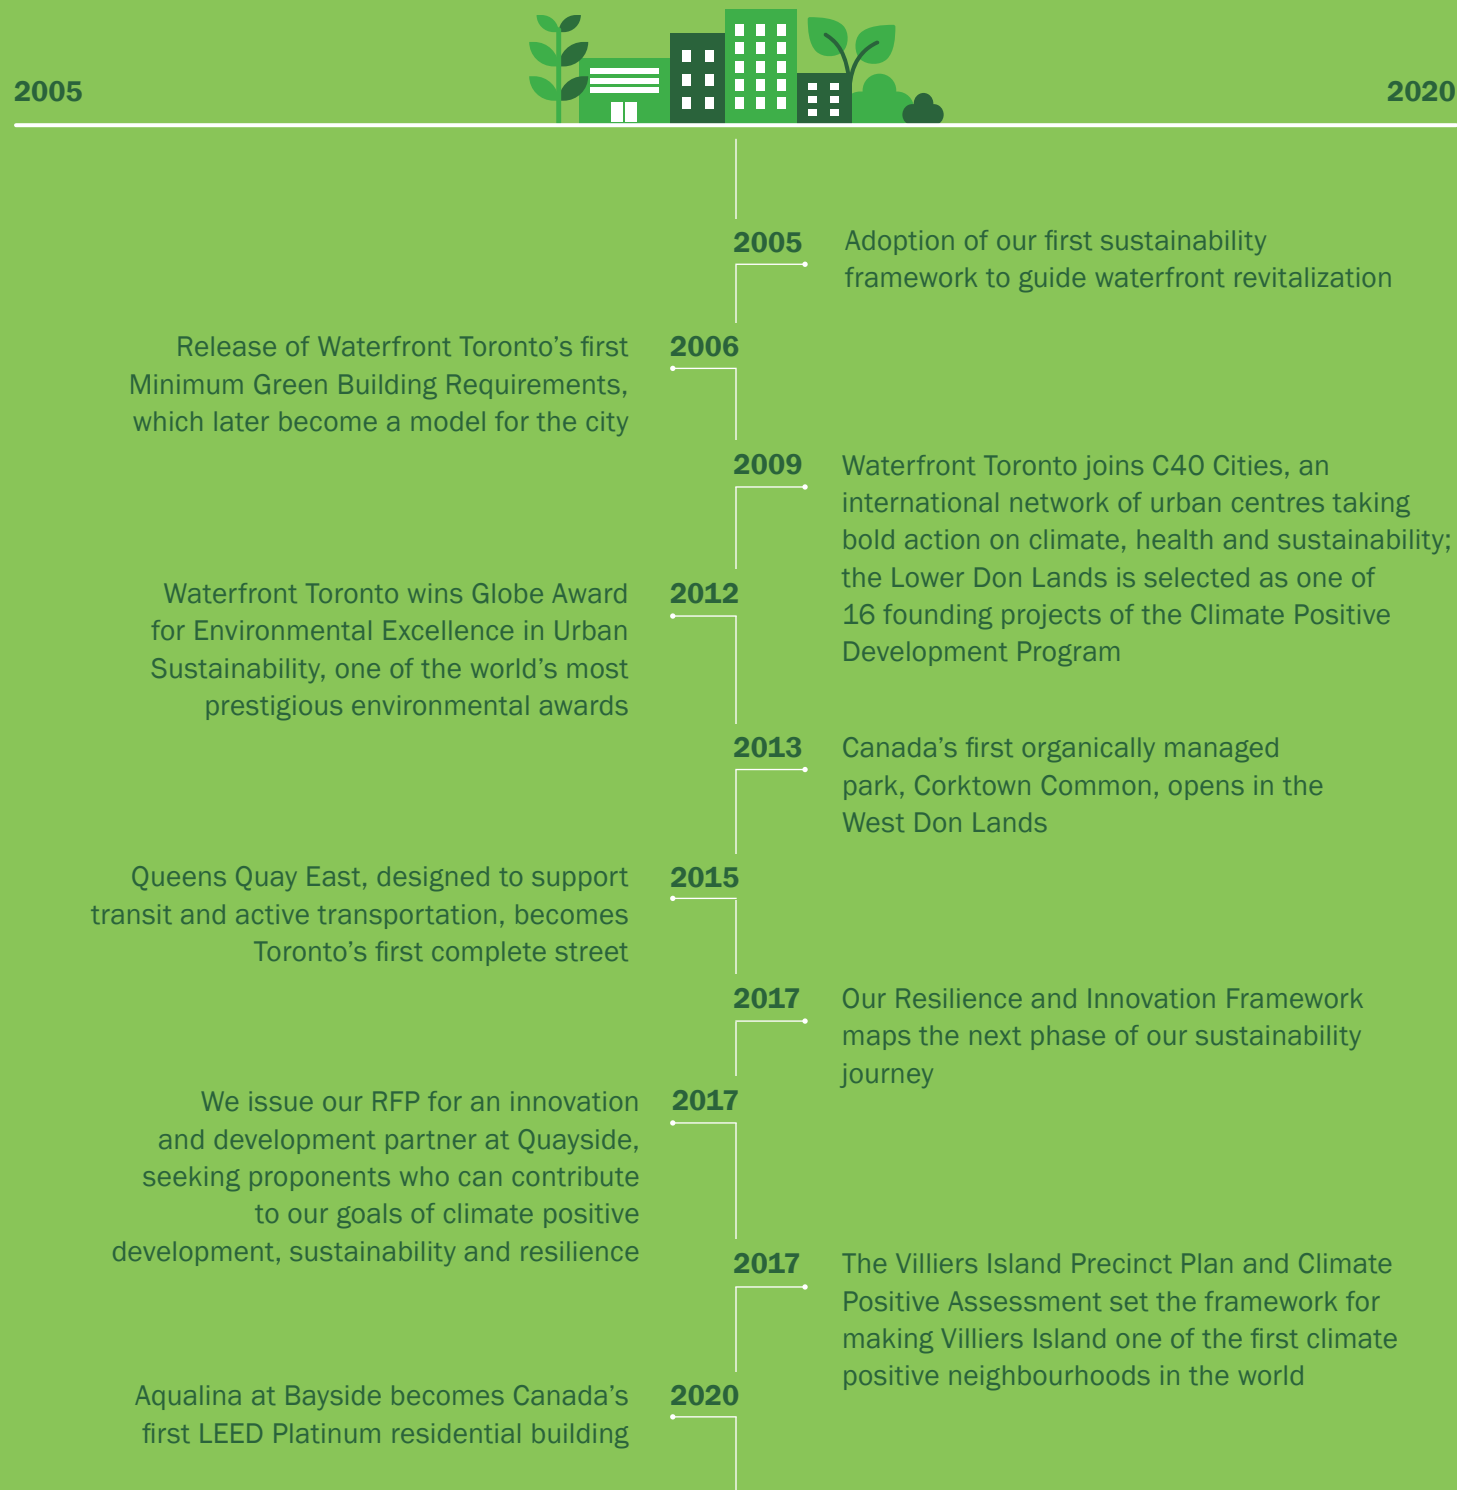 2005
2020
2005
Adoption of our first sustainability
framework to guide waterfront revitalization
Release of Waterfront Toronto’s first
Minimum Green Building Requirements,
which later become a model for the city
2006
2009
Waterfront Toronto joins C40 Cities, an
international network of urban centres taking
bold action on climate, health and sustainability;
the Lower Don Lands is selected as one of
16 founding projects of the Climate Positive
Development Program
Waterfront Toronto wins Globe Award
for Environmental Excellence in Urban
Sustainability, one of the world’s most
prestigious environmental awards
2012
2013
Canada’s first organically managed
park, Corktown Common, opens in the
West Don Lands
Queens Quay East, designed to support
transit and active transportation, becomes
Toronto’s first complete street
2015
2017
Our Resilience and Innovation Framework
maps the next phase of our sustainability
journey
We issue our RFP for an innovation
and development partner at Quayside,
seeking proponents who can contribute
to our goals of climate positive
development, sustainability and resilience
2017
2017
The Villiers Island Precinct Plan and Climate
Positive Assessment set the framework for
making Villiers Island one of the first climate
positive neighbourhoods in the world
Aqualina at Bayside becomes Canada’s
first LEED Platinum residential building
2020